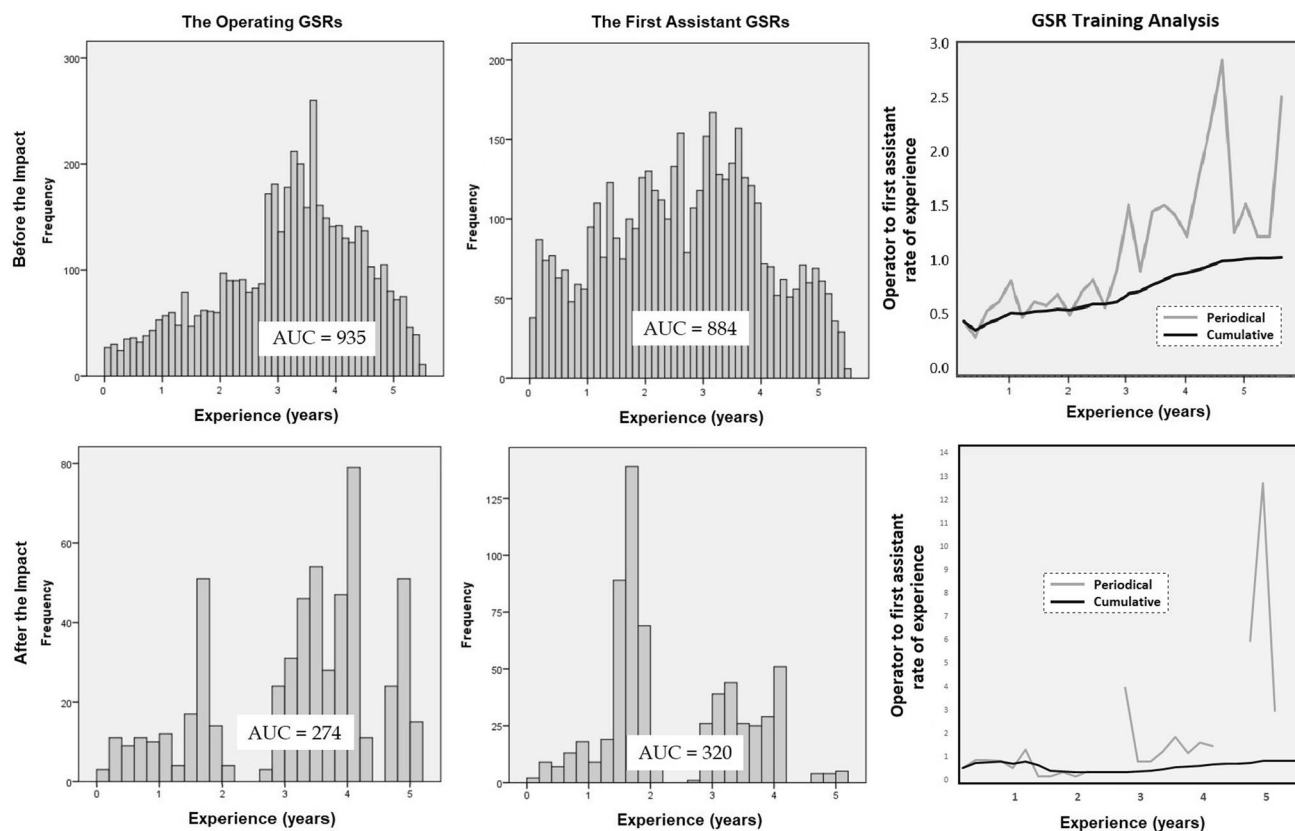 The Operating GSRs
The First Assistant GSRs
GSR Training Analysis
Before the Impact
Frequency
300
200
100
0
AUC = 935
0 1 2 3 4 5
Experience (years)
Frequency
200
150
100
50
0
AUC = 884
0 1 2 3 4 5
Experience (years)
Operator to first assistant
rate of experience
3.0
2.5
2.0
1.5
1.0
0.5
0.0
Periodical
Cumulative
1 2 3 4 5
Experience (years)
After the Impact
Frequency
80
60
40
20
0
AUC = 274
0 1 2 3 4 5
Experience (years)
Frequency
125
100
75
50
25
0
AUC = 320
0 1 2 3 4 5
Experience (years)
Operator to first assistant
rate of experience
14
13
12
11
10
9
8
7
6
5
4
3
2
1
0
Periodical
Cumulative
1 2 3 4 5
Experience (years)